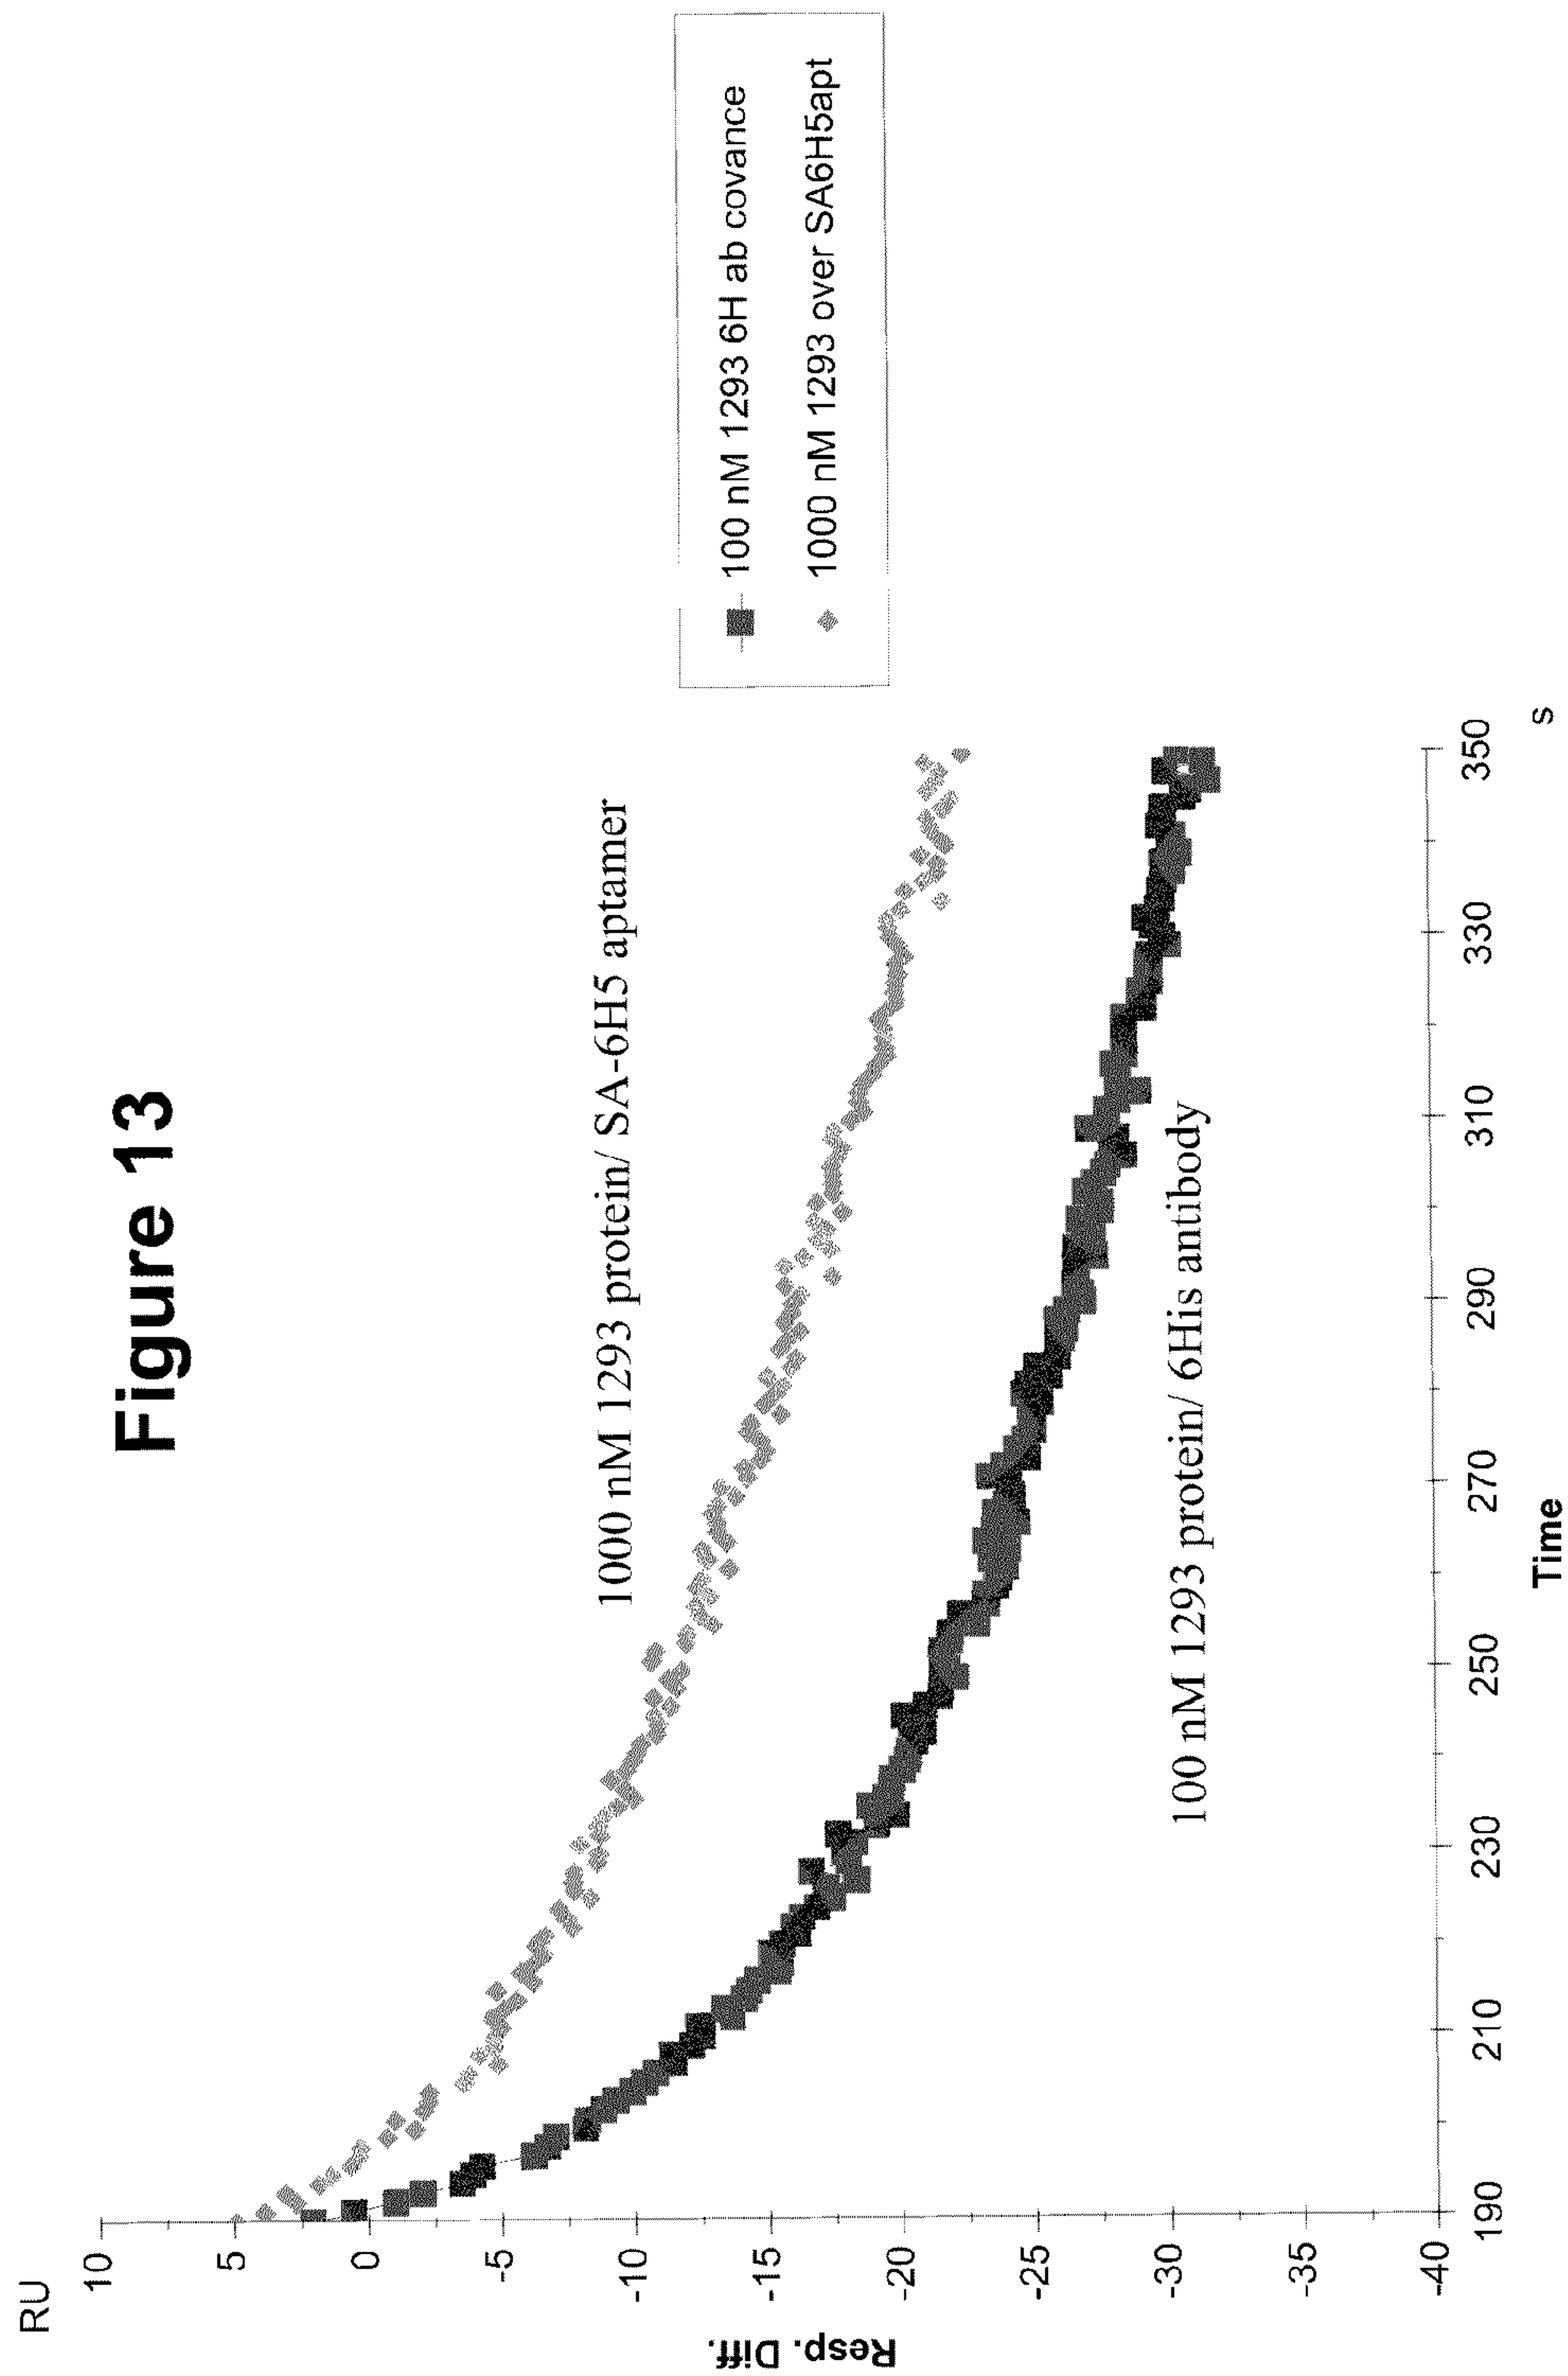 Figure 13
RU
10
5
0
-5
-10
-15
-20
-25
-30
-35
-40
Resp. Diff.
1000 nM 1293 protein/ SA-6H5 aptamer
100 nM 1293 protein/ 6His antibody
190
210
230
250
270
290
310
330
350
Time
s
100 nM 1293 6H ab covance
1000 nM 1293 over SA6H5apt